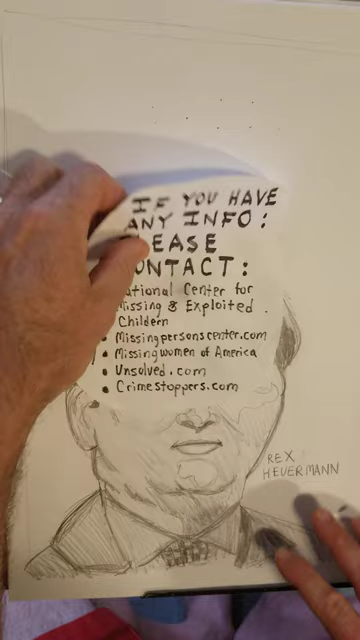 IF YOU HAVE
ANY INFO:
EASE
ONTACT:
ational Center for
Missing & Exploited
Childern
• Missingpersonscenter.com
• Missingwomen of America
• Unsolved.com
• Crimestoppers.com
REX
HEUERMANN